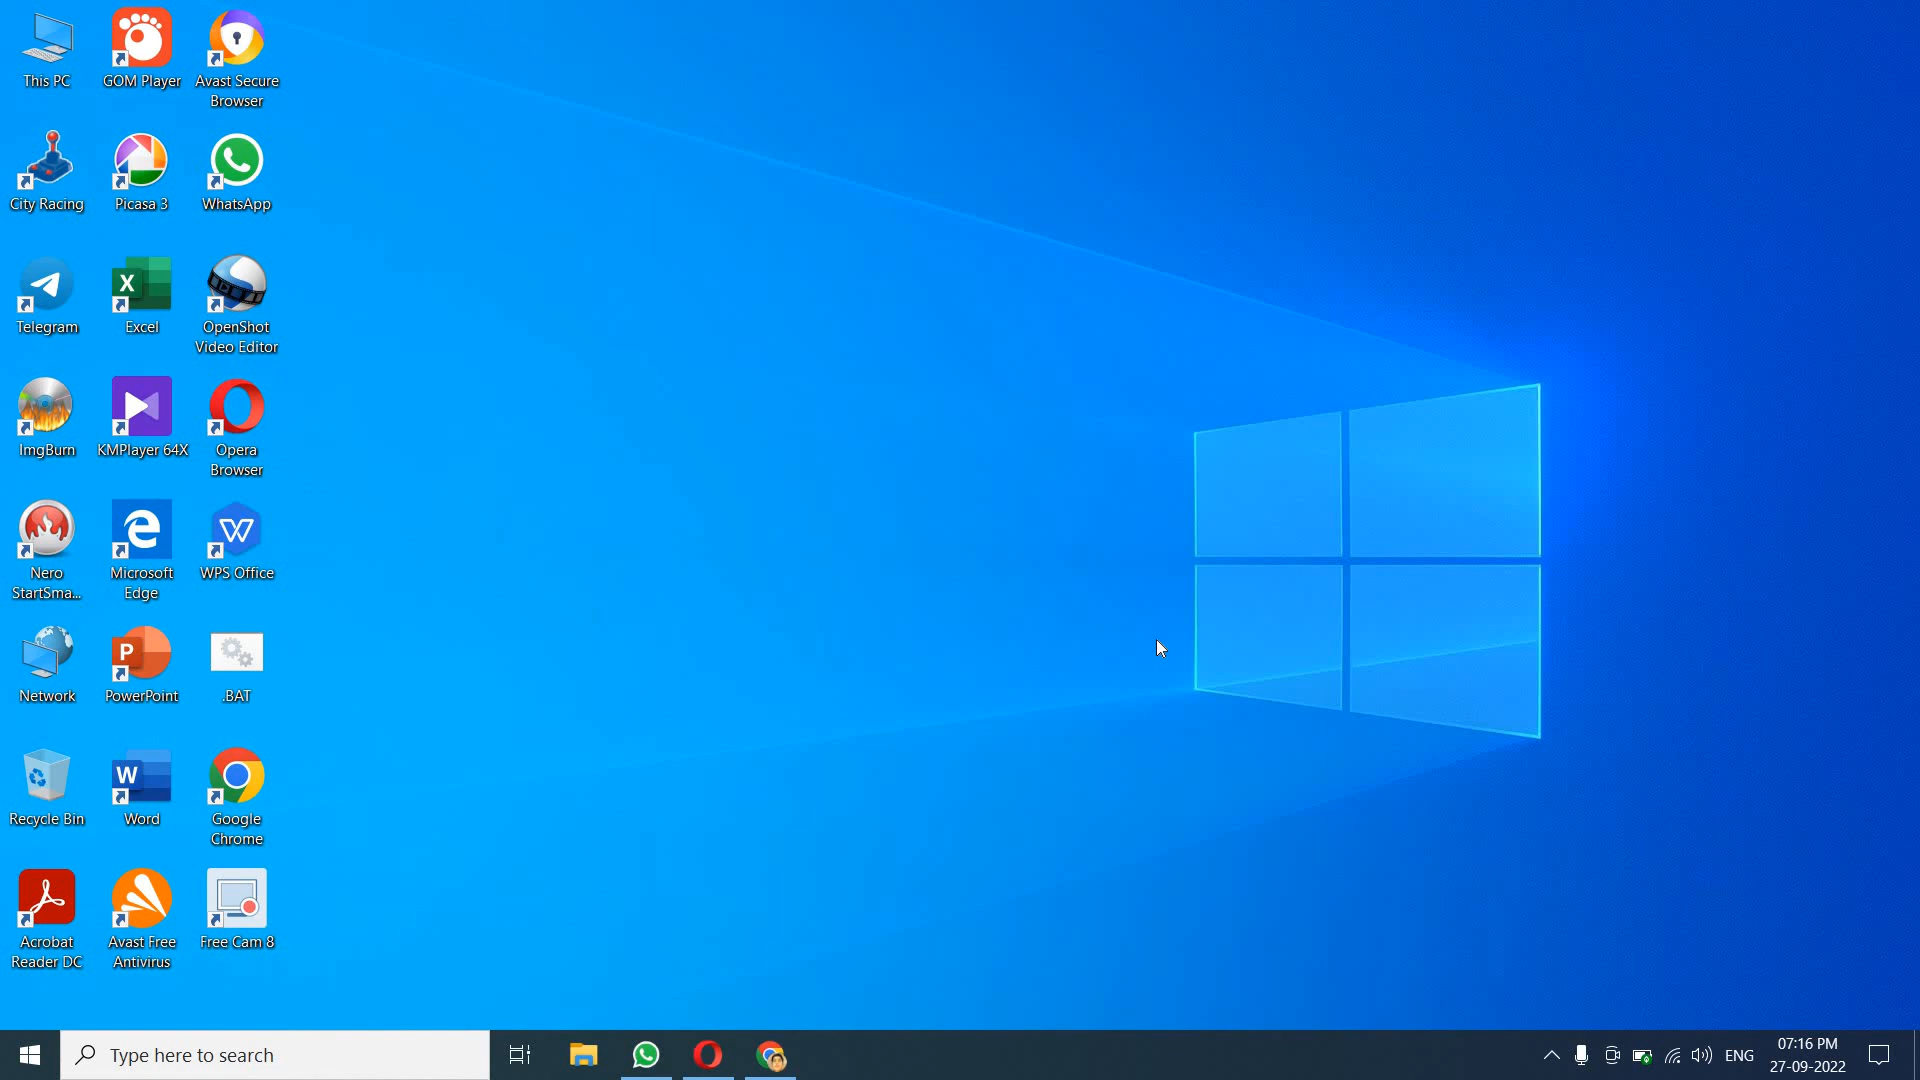 This PC
GOM Player
Avast Secure
Browser
City Racing
Picasa 3
WhatsApp
Telegram
X
Excel
OpenShot
Video Editor
ImgBurn
KMPlayer 64X
Opera
Browser
Nero
StartSma...
Microsoft
Edge
W
WPS Office
Network
P
PowerPoint
.BAT
Recycle Bin
W
Word
Google
Chrome
Acrobat
Reader DC
Avast Free
Antivirus
Free Cam 8
Type here to search
ENG
07:16 PM
27-09-2022